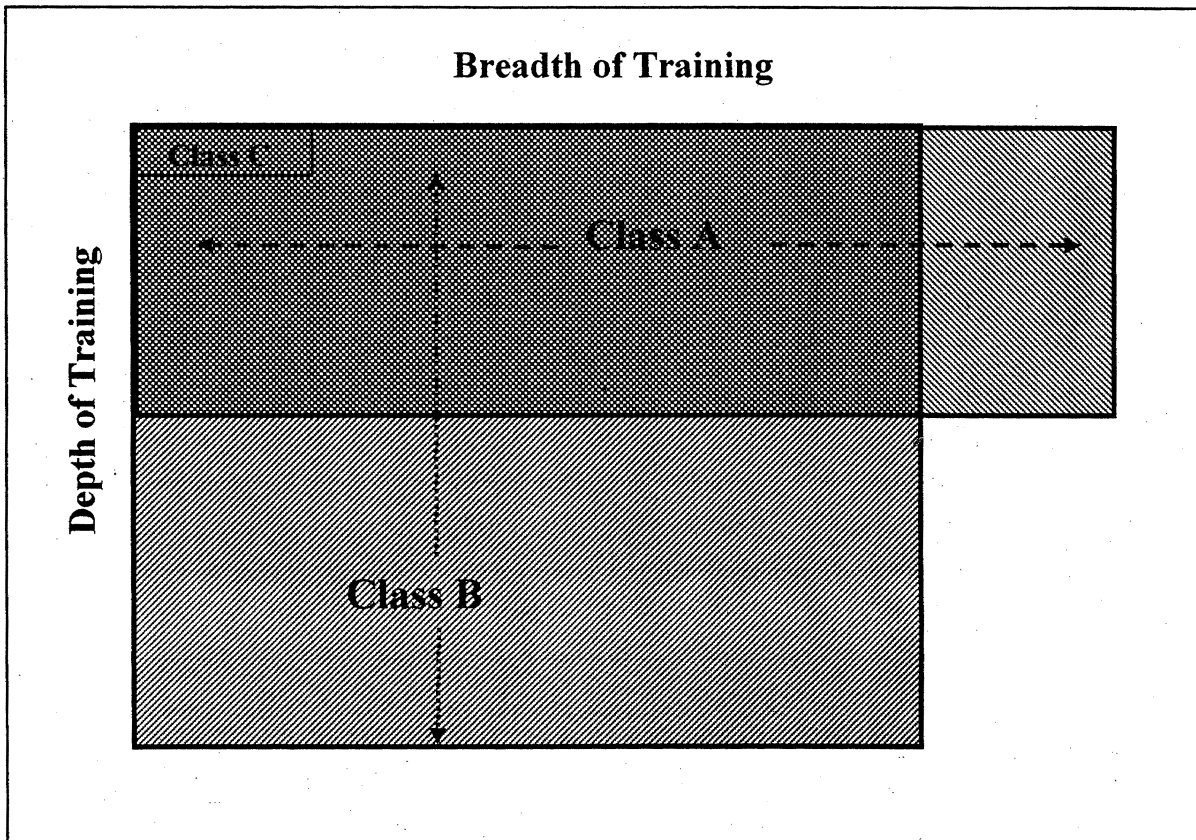 Breadth of Training
Class C
Class A
Depth of Training
Class B